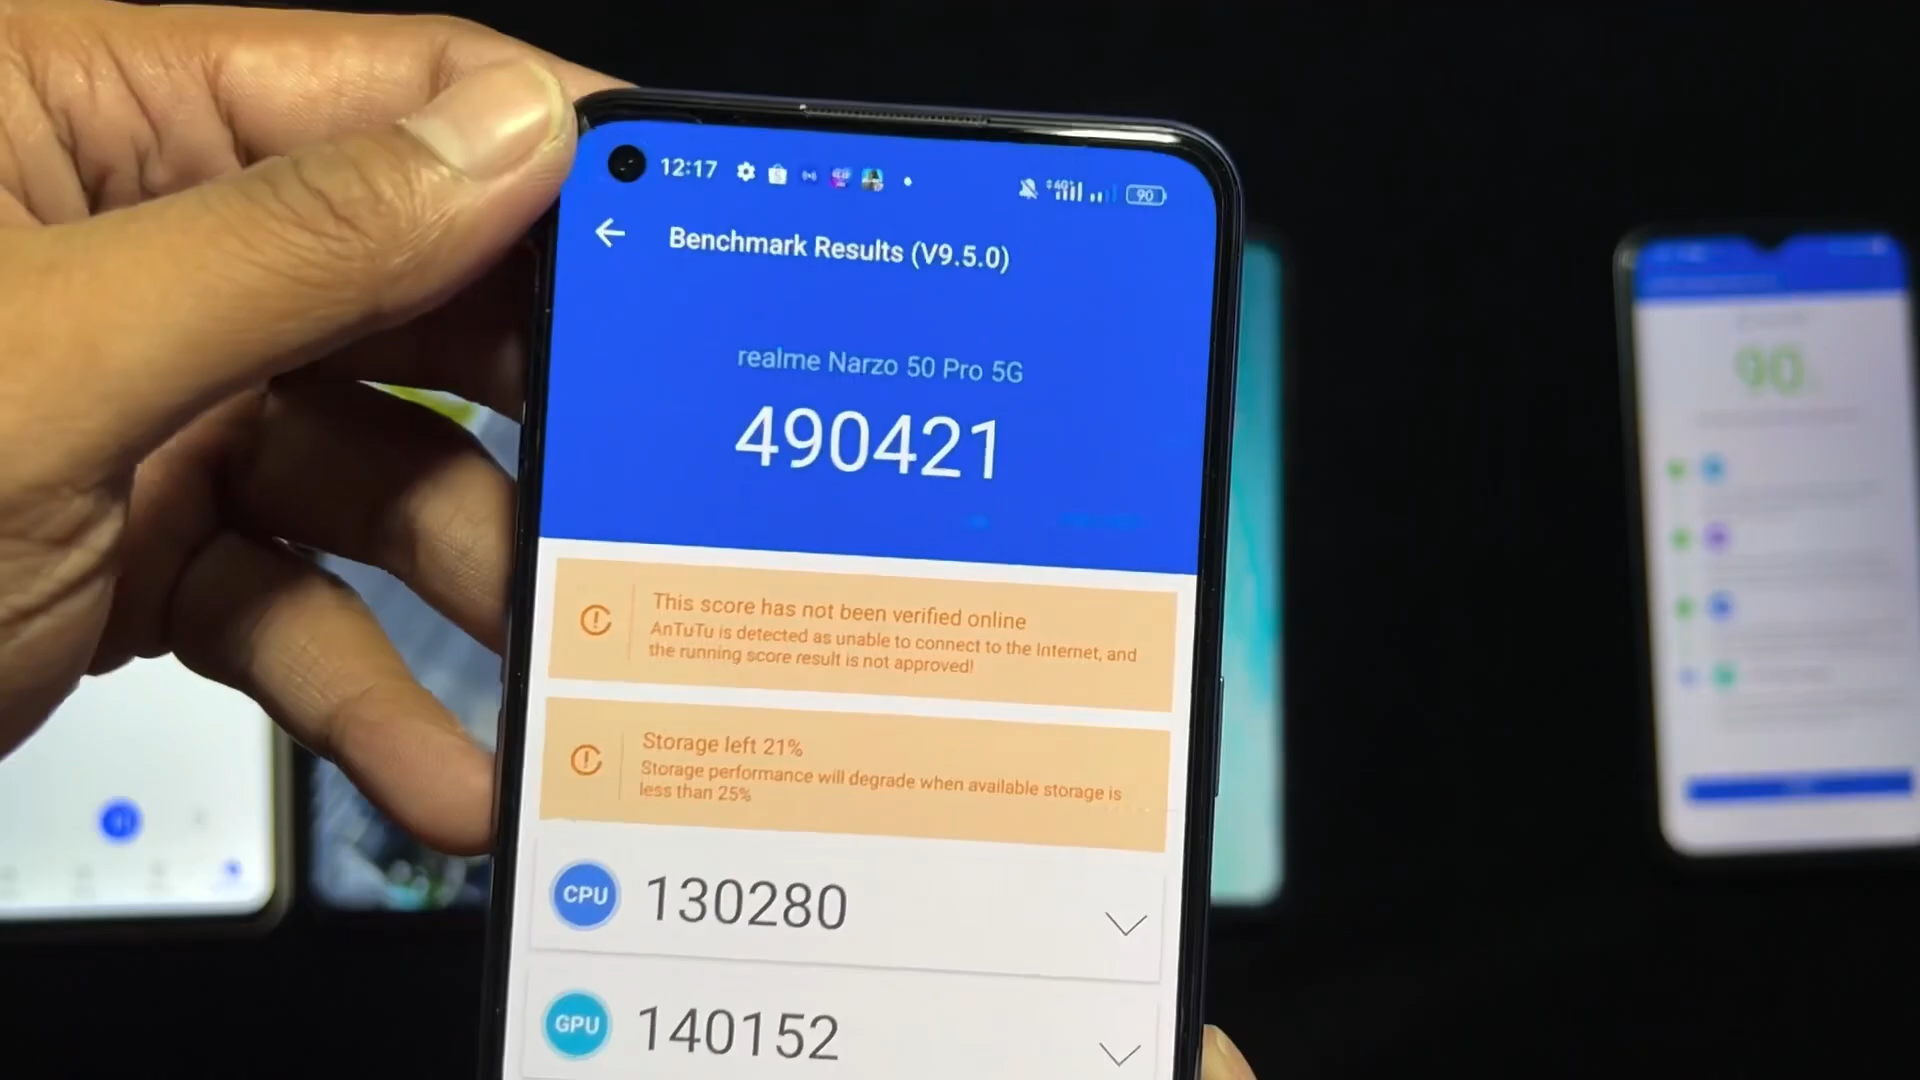 12:17
4G+
90
Benchmark Results (V9.5.0)
realme Narzo 50 Pro 5G
490421
This score has not been verified online
AnTuTu is detected as unable to connect to the Internet, and
the running score result is not approved!
Storage left 21%
Storage performance will degrade when available storage is
less than 25%
CPU 130280
GPU 140152
90